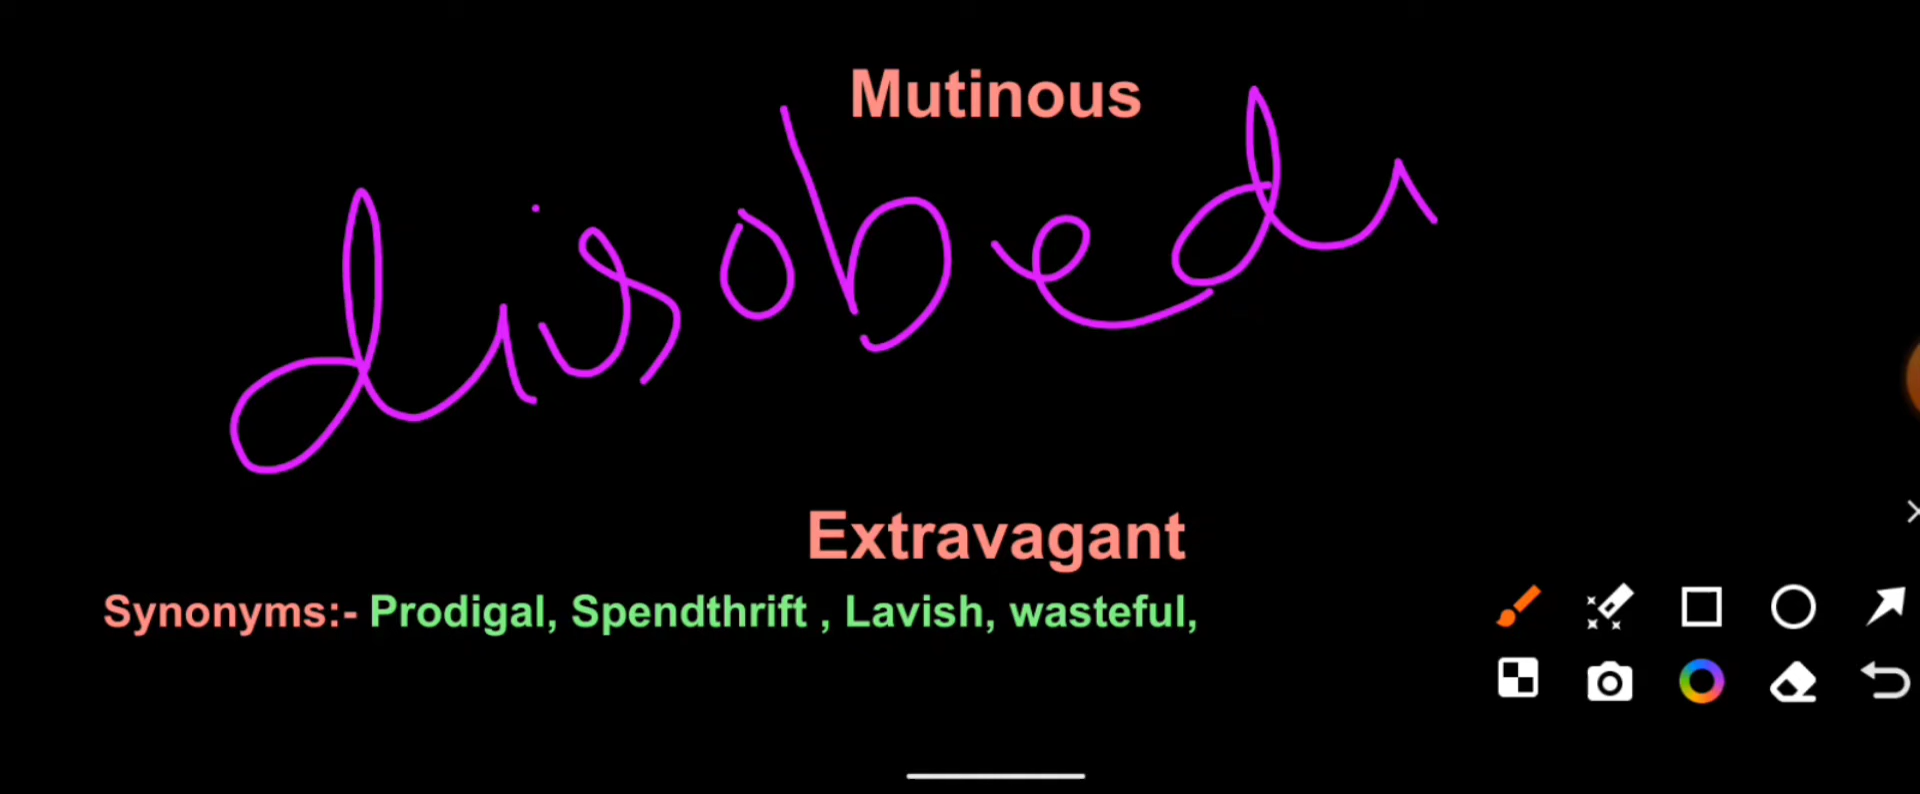 Mutinous
disobedi
Extravagant
Synonyms:- Prodigal, Spendthrift , Lavish, wasteful,